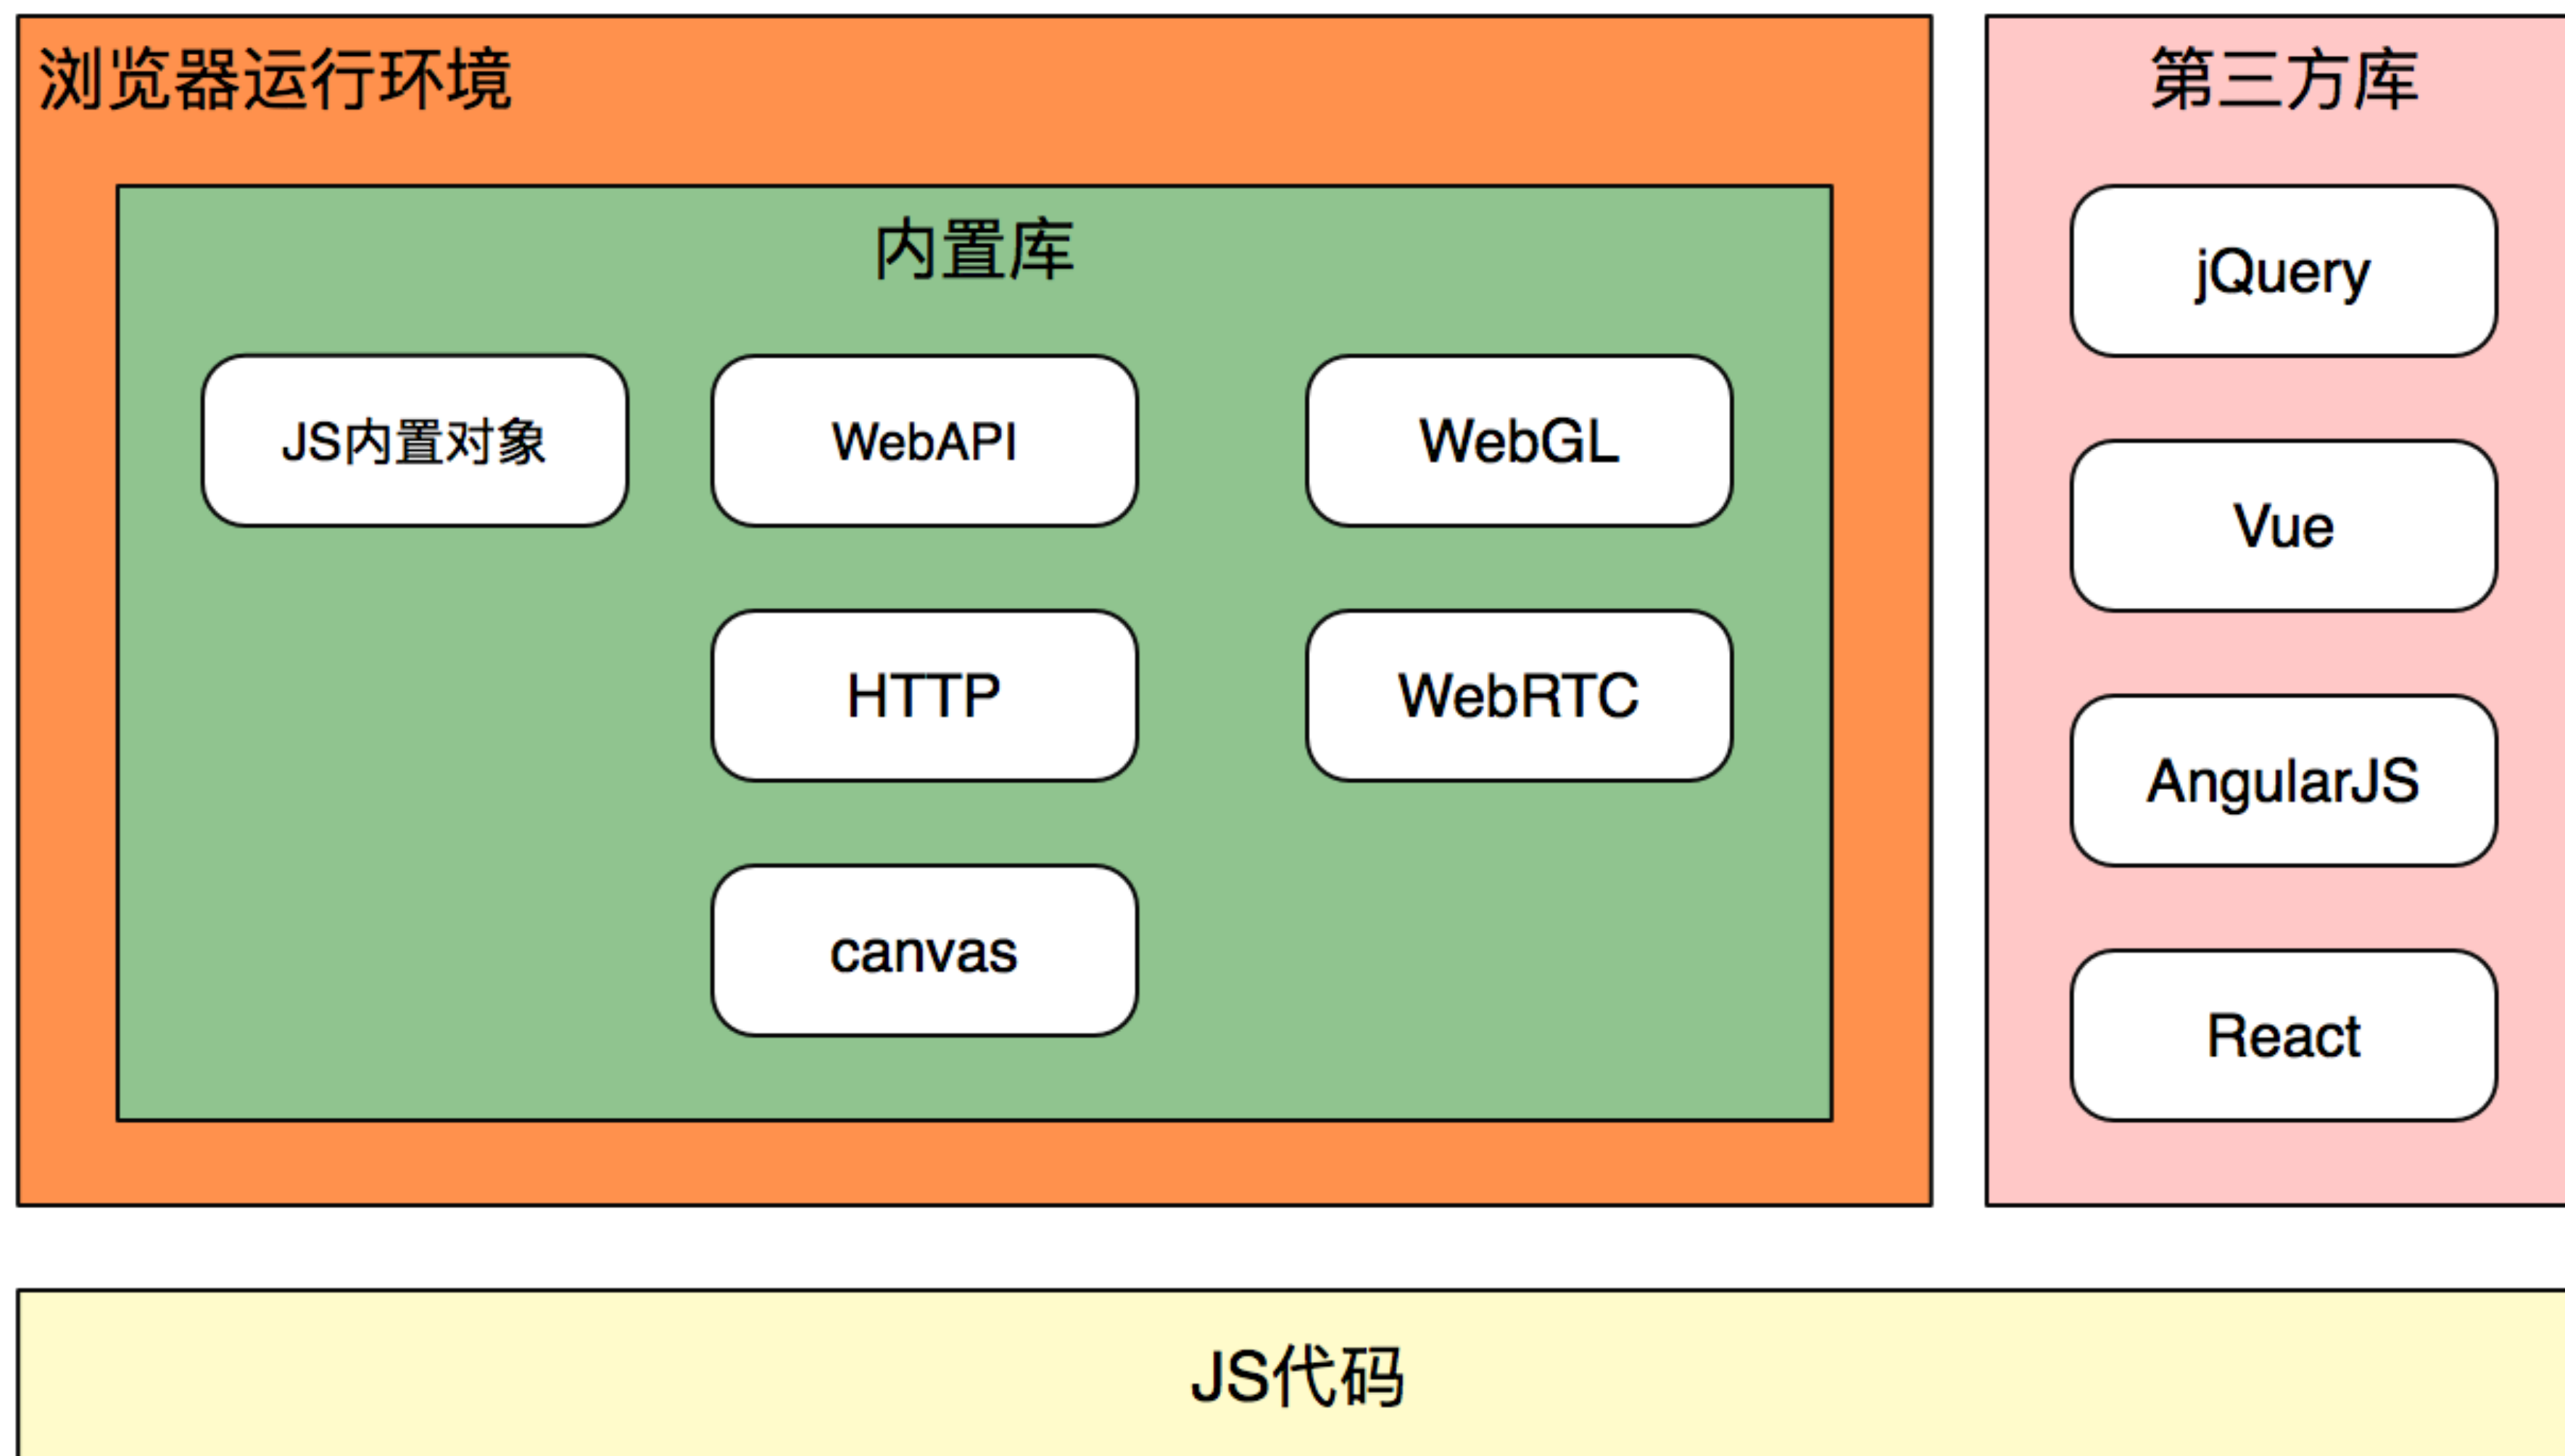 浏览器运行环境
内置库
JS内置对象
WebAPI
WebGL
HTTP
WebRTC
canvas
第三方库
jQuery
Vue
AngularJS
React
JS代码